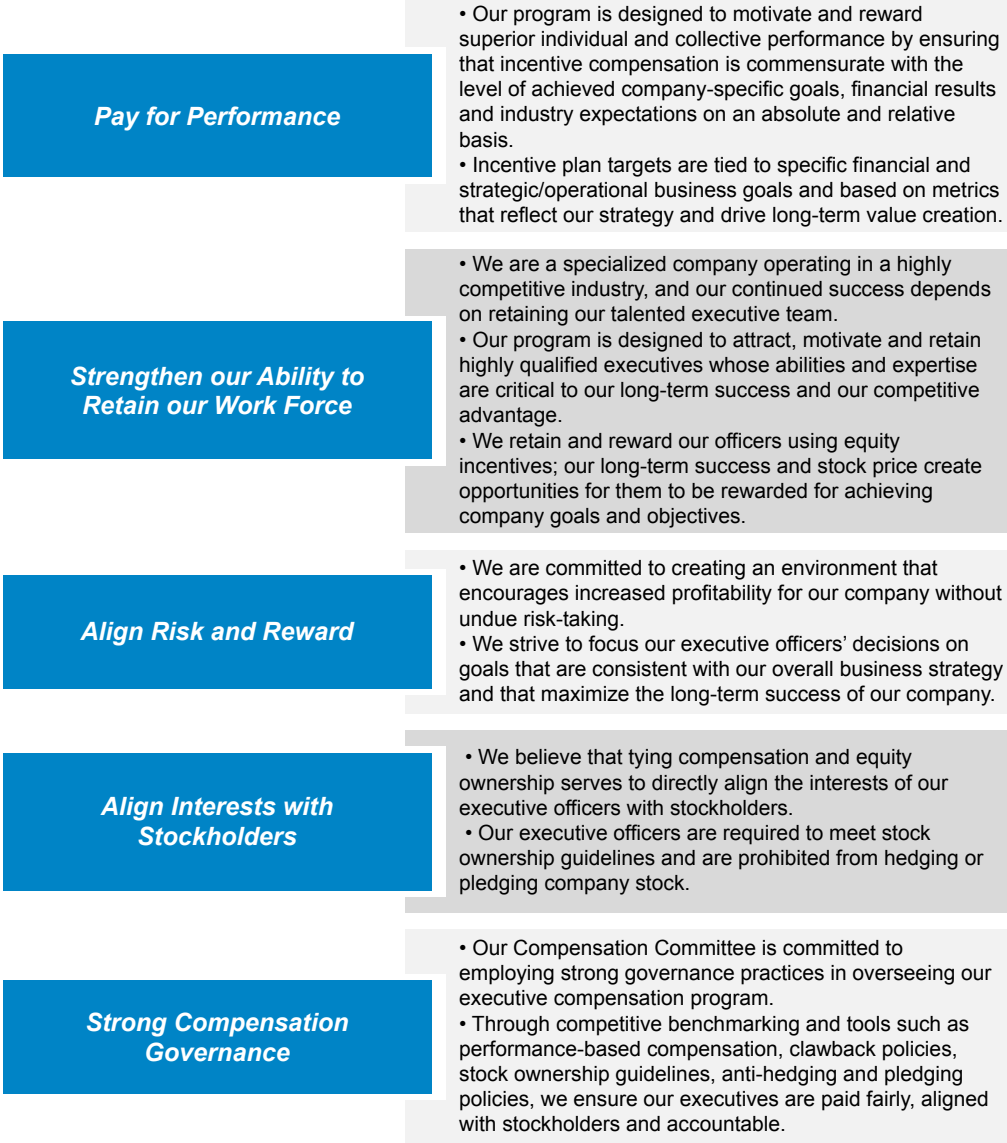 Pay for Performance
• Our program is designed to motivate and reward
superior individual and collective performance by ensuring
that incentive compensation is commensurate with the
level of achieved company-specific goals, financial results
and industry expectations on an absolute and relative
basis.
• Incentive plan targets are tied to specific financial and
strategic/operational business goals and based on metrics
that reflect our strategy and drive long-term value creation.
Strengthen our Ability to
Retain our Work Force
• We are a specialized company operating in a highly
competitive industry, and our continued success depends
on retaining our talented executive team.
• Our program is designed to attract, motivate and retain
highly qualified executives whose abilities and expertise
are critical to our long-term success and our competitive
advantage.
• We retain and reward our officers using equity
incentives; our long-term success and stock price create
opportunities for them to be rewarded for achieving
company goals and objectives.
Align Risk and Reward
• We are committed to creating an environment that
encourages increased profitability for our company without
undue risk-taking.
• We strive to focus our executive officers’ decisions on
goals that are consistent with our overall business strategy
and that maximize the long-term success of our company.
Align Interests with
Stockholders
• We believe that tying compensation and equity
ownership serves to directly align the interests of our
executive officers with stockholders.
• Our executive officers are required to meet stock
ownership guidelines and are prohibited from hedging or
pledging company stock.
Strong Compensation
Governance
• Our Compensation Committee is committed to
employing strong governance practices in overseeing our
executive compensation program.
• Through competitive benchmarking and tools such as
performance-based compensation, clawback policies,
stock ownership guidelines, anti-hedging and pledging
policies, we ensure our executives are paid fairly, aligned
with stockholders and accountable.